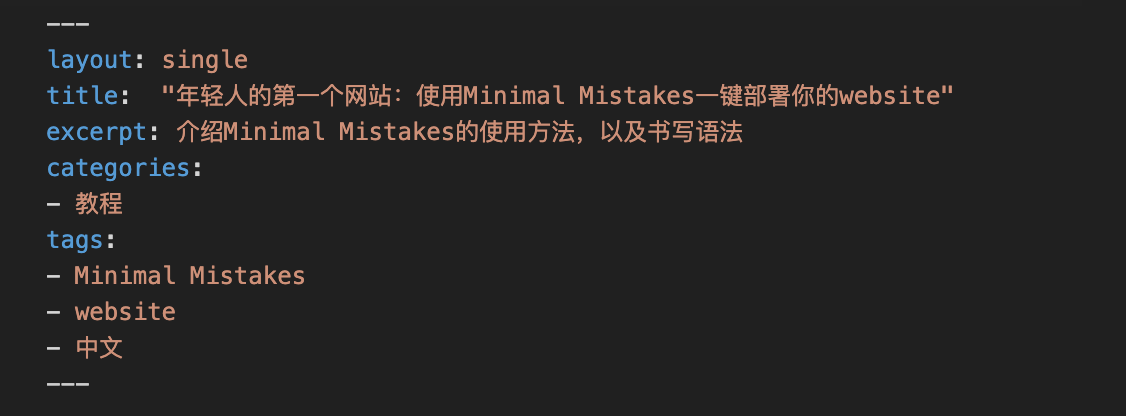 ---
layout: single
title:  "年轻人的第一个网站：使用Minimal Mistakes一键部署你的website"
excerpt: 介绍Minimal Mistakes的使用方法，以及书写语法
categories:
- 教程
tags:
- Minimal Mistakes
- website
- 中文
---